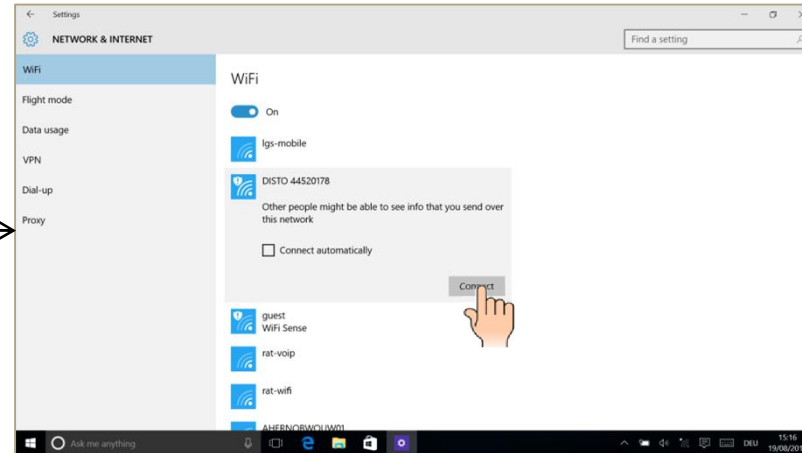 Settings
NETWORK & INTERNET
Find a setting
WiFi
Flight mode
Data usage
VPN
Dial-up
Proxy
WiFi
On
lgs-mobile
DISTO 44520178
Other people might be able to see info that you send over
this network
Connect automatically
Connect
guest
WiFi Sense
rat-voip
rat-wifi
Ask me anything
DEU
15:16